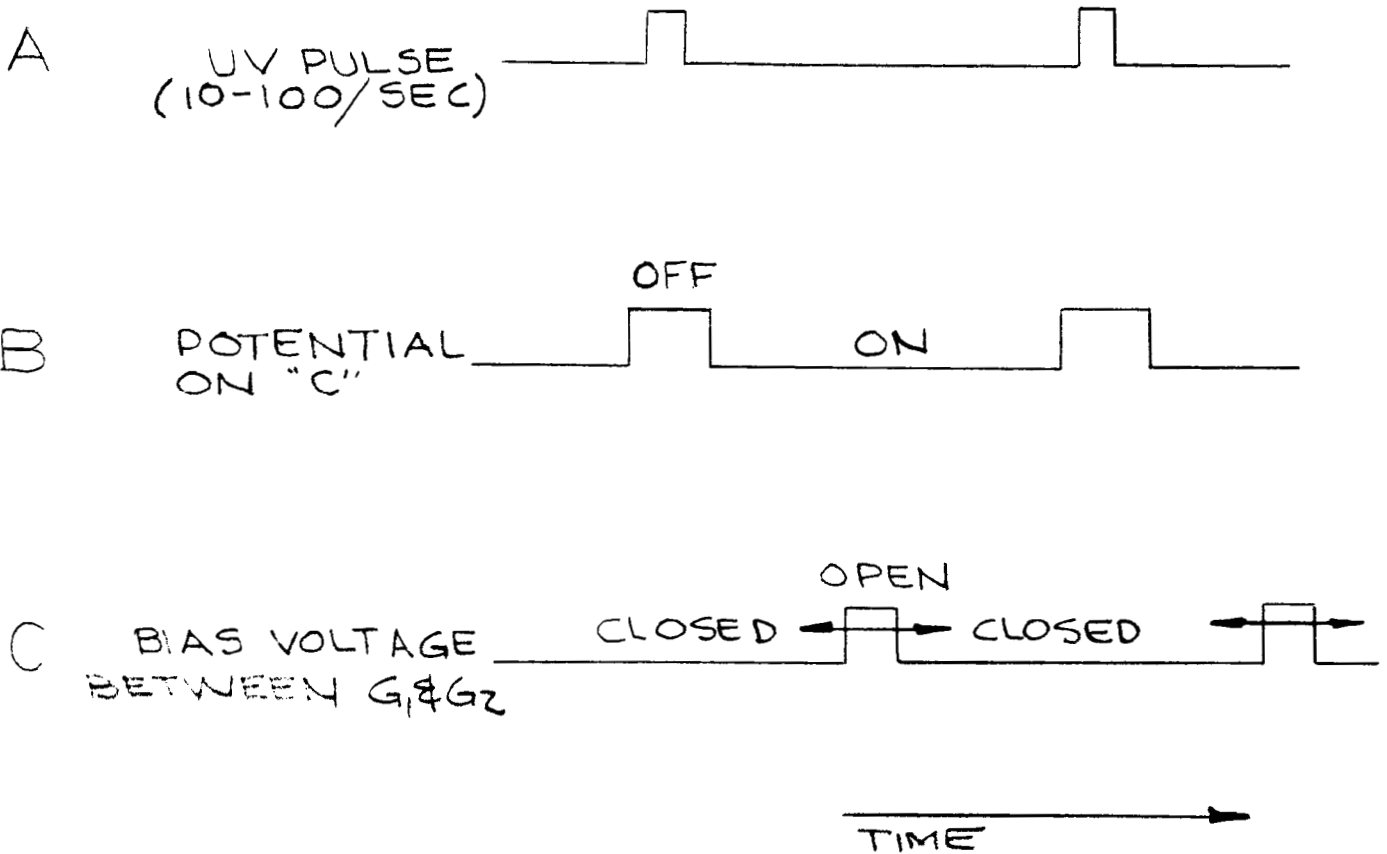 A
UV PULSE
(10-100/SEC)
OFF
B
POTENTIAL
ON "C"
ON
OPEN
C
BIAS VOLTAGE
BETWEEN G1&G2
CLOSED
CLOSED
TIME